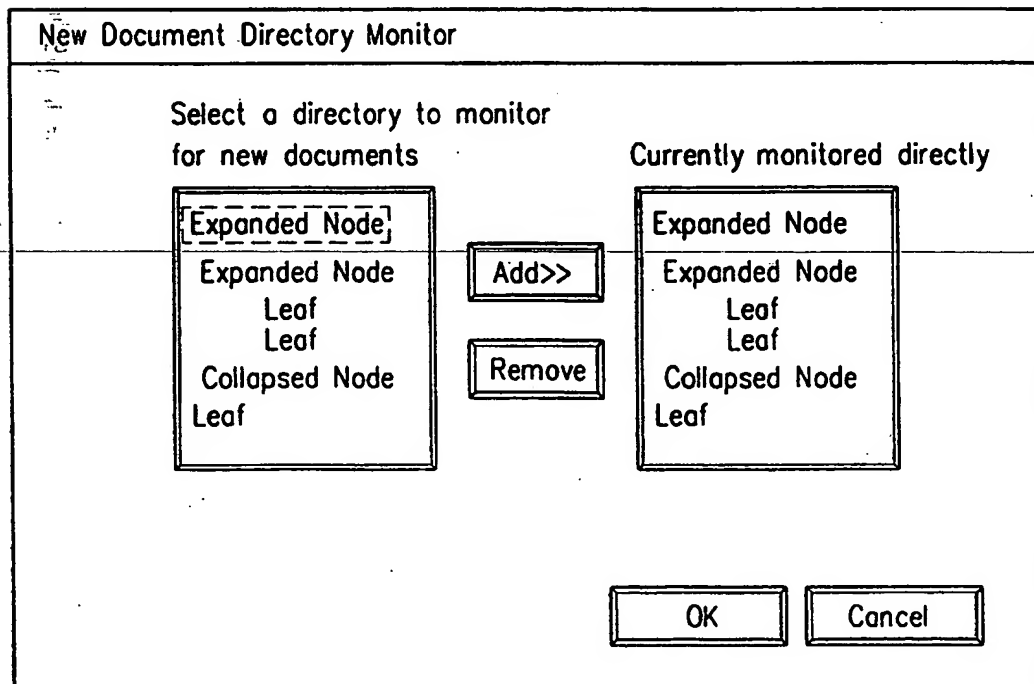 New Document Directory Monitor
Select a directory to monitor
for new documents
Currently monitored directly
Expanded Node
Expanded Node
Leaf
Leaf
Collapsed Node
Leaf
Add>>
Remove
Expanded Node
Expanded Node
Leaf
Leaf
Collapsed Node
Leaf
OK
Cancel